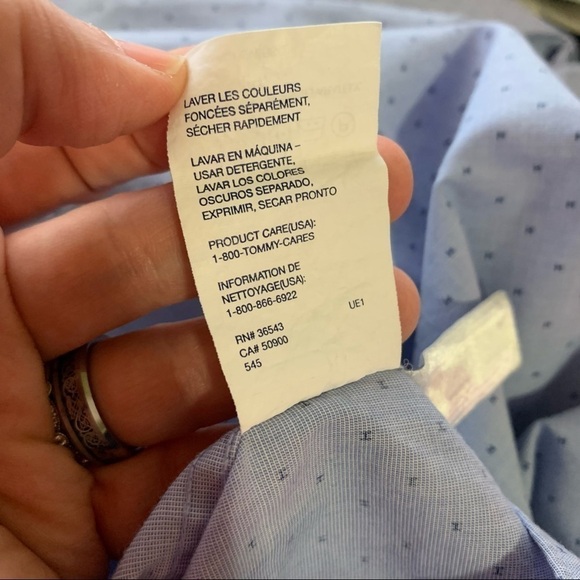 LAVER LES COULEURS
FONCÉES SÉPARÉMENT,
SÉCHER RAPIDEMENT
LAVAR EN MÁQUINA –
USAR DETERGENTE,
LAVAR LOS COLORES
OSCUROS SEPARADO,
EXPRIMIR, SECAR PRONTO
PRODUCT CARE(USA):
1-800-TOMMY-CARES
INFORMATION DE
NETTOYAGE(USA):
1-800-866-6922
UE1
RN# 36543
CA# 50900
545